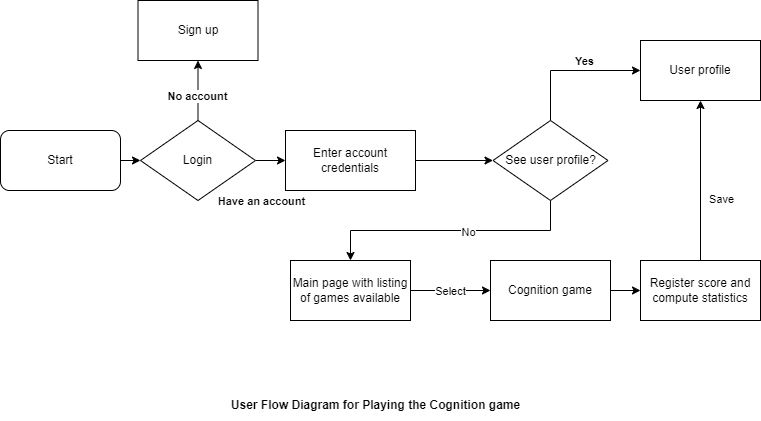 Sign up
Yes
User profile
No account
Start
Login
Enter account
credentials
See user profile?
Have an account
Save
No
Main page with listing
of games available
Select
Cognition game
Register score and
compute statistics
User Flow Diagram for Playing the Cognition game